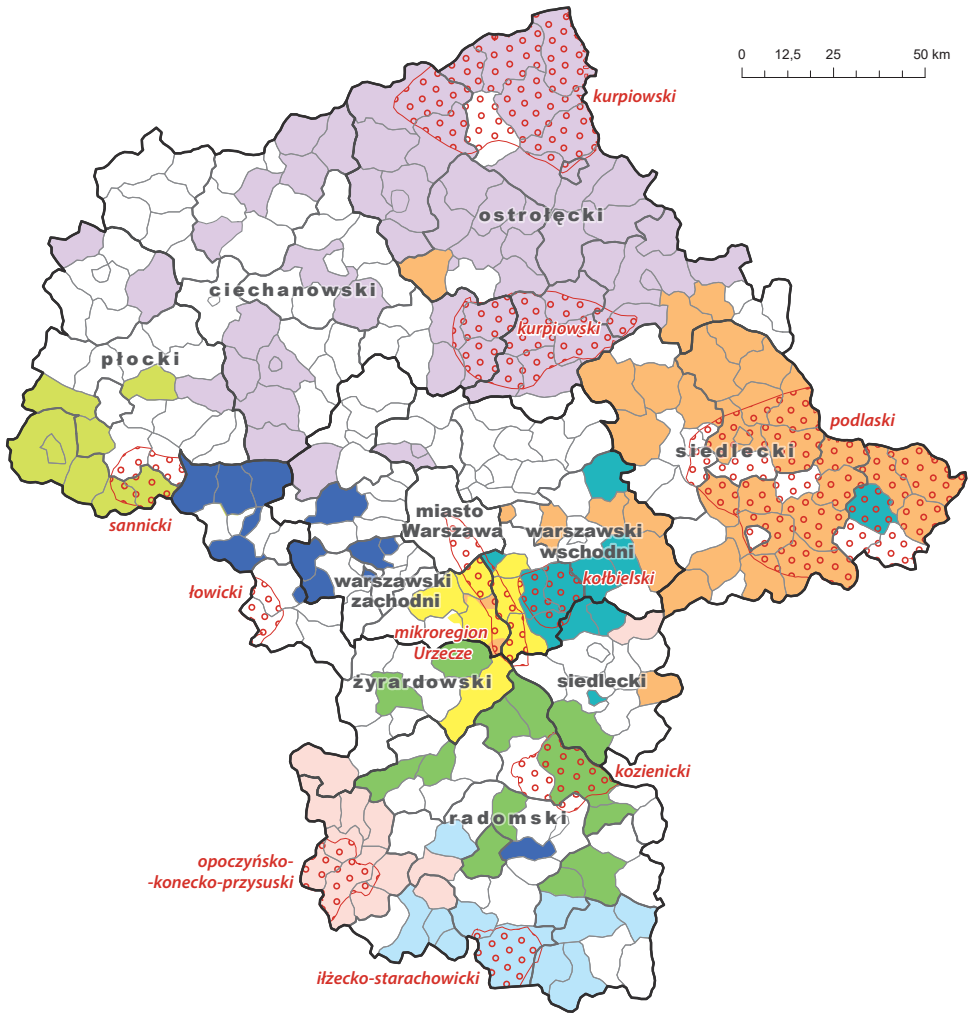 0 12,5 25 50 km
kurpiowski
ostrołęcki
ciechanowski
kurpiowski
płocki
podlaski
siedlecki
sannicki
miasto
Warszawa
warszawski
wschodni
kołbielski
warszawski
zachodni
łowicki
mikroregion
Urzecze
żyrardowski
siedlecki
kozienicki
radomski
opoczyńsko-
-konecko-przysuski
iłżecko-starachowicki